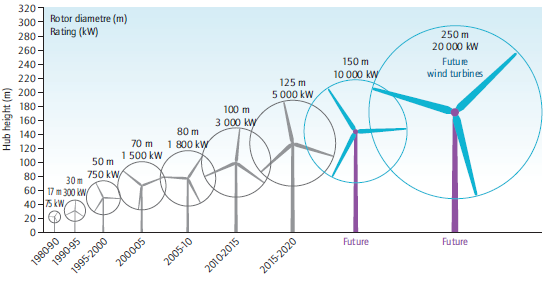 Hub height (m)
320
300
280
260
240
220
200
180
160
140
120
100
80
60
40
20
0
Rotor diametre (m)
Rating (kW)
17 m
75 kW
30 m
300 kW
50 m
750 kW
70 m
1 500 kW
80 m
1 800 kW
100 m
3 000 kW
125 m
5 000 kW
150 m
10 000 kW
250 m
20 000 kW
Future
wind turbines
1980-90
1990-95
1995-2000
2000-05
2005-10
2010-2015
2015-2020
Future
Future